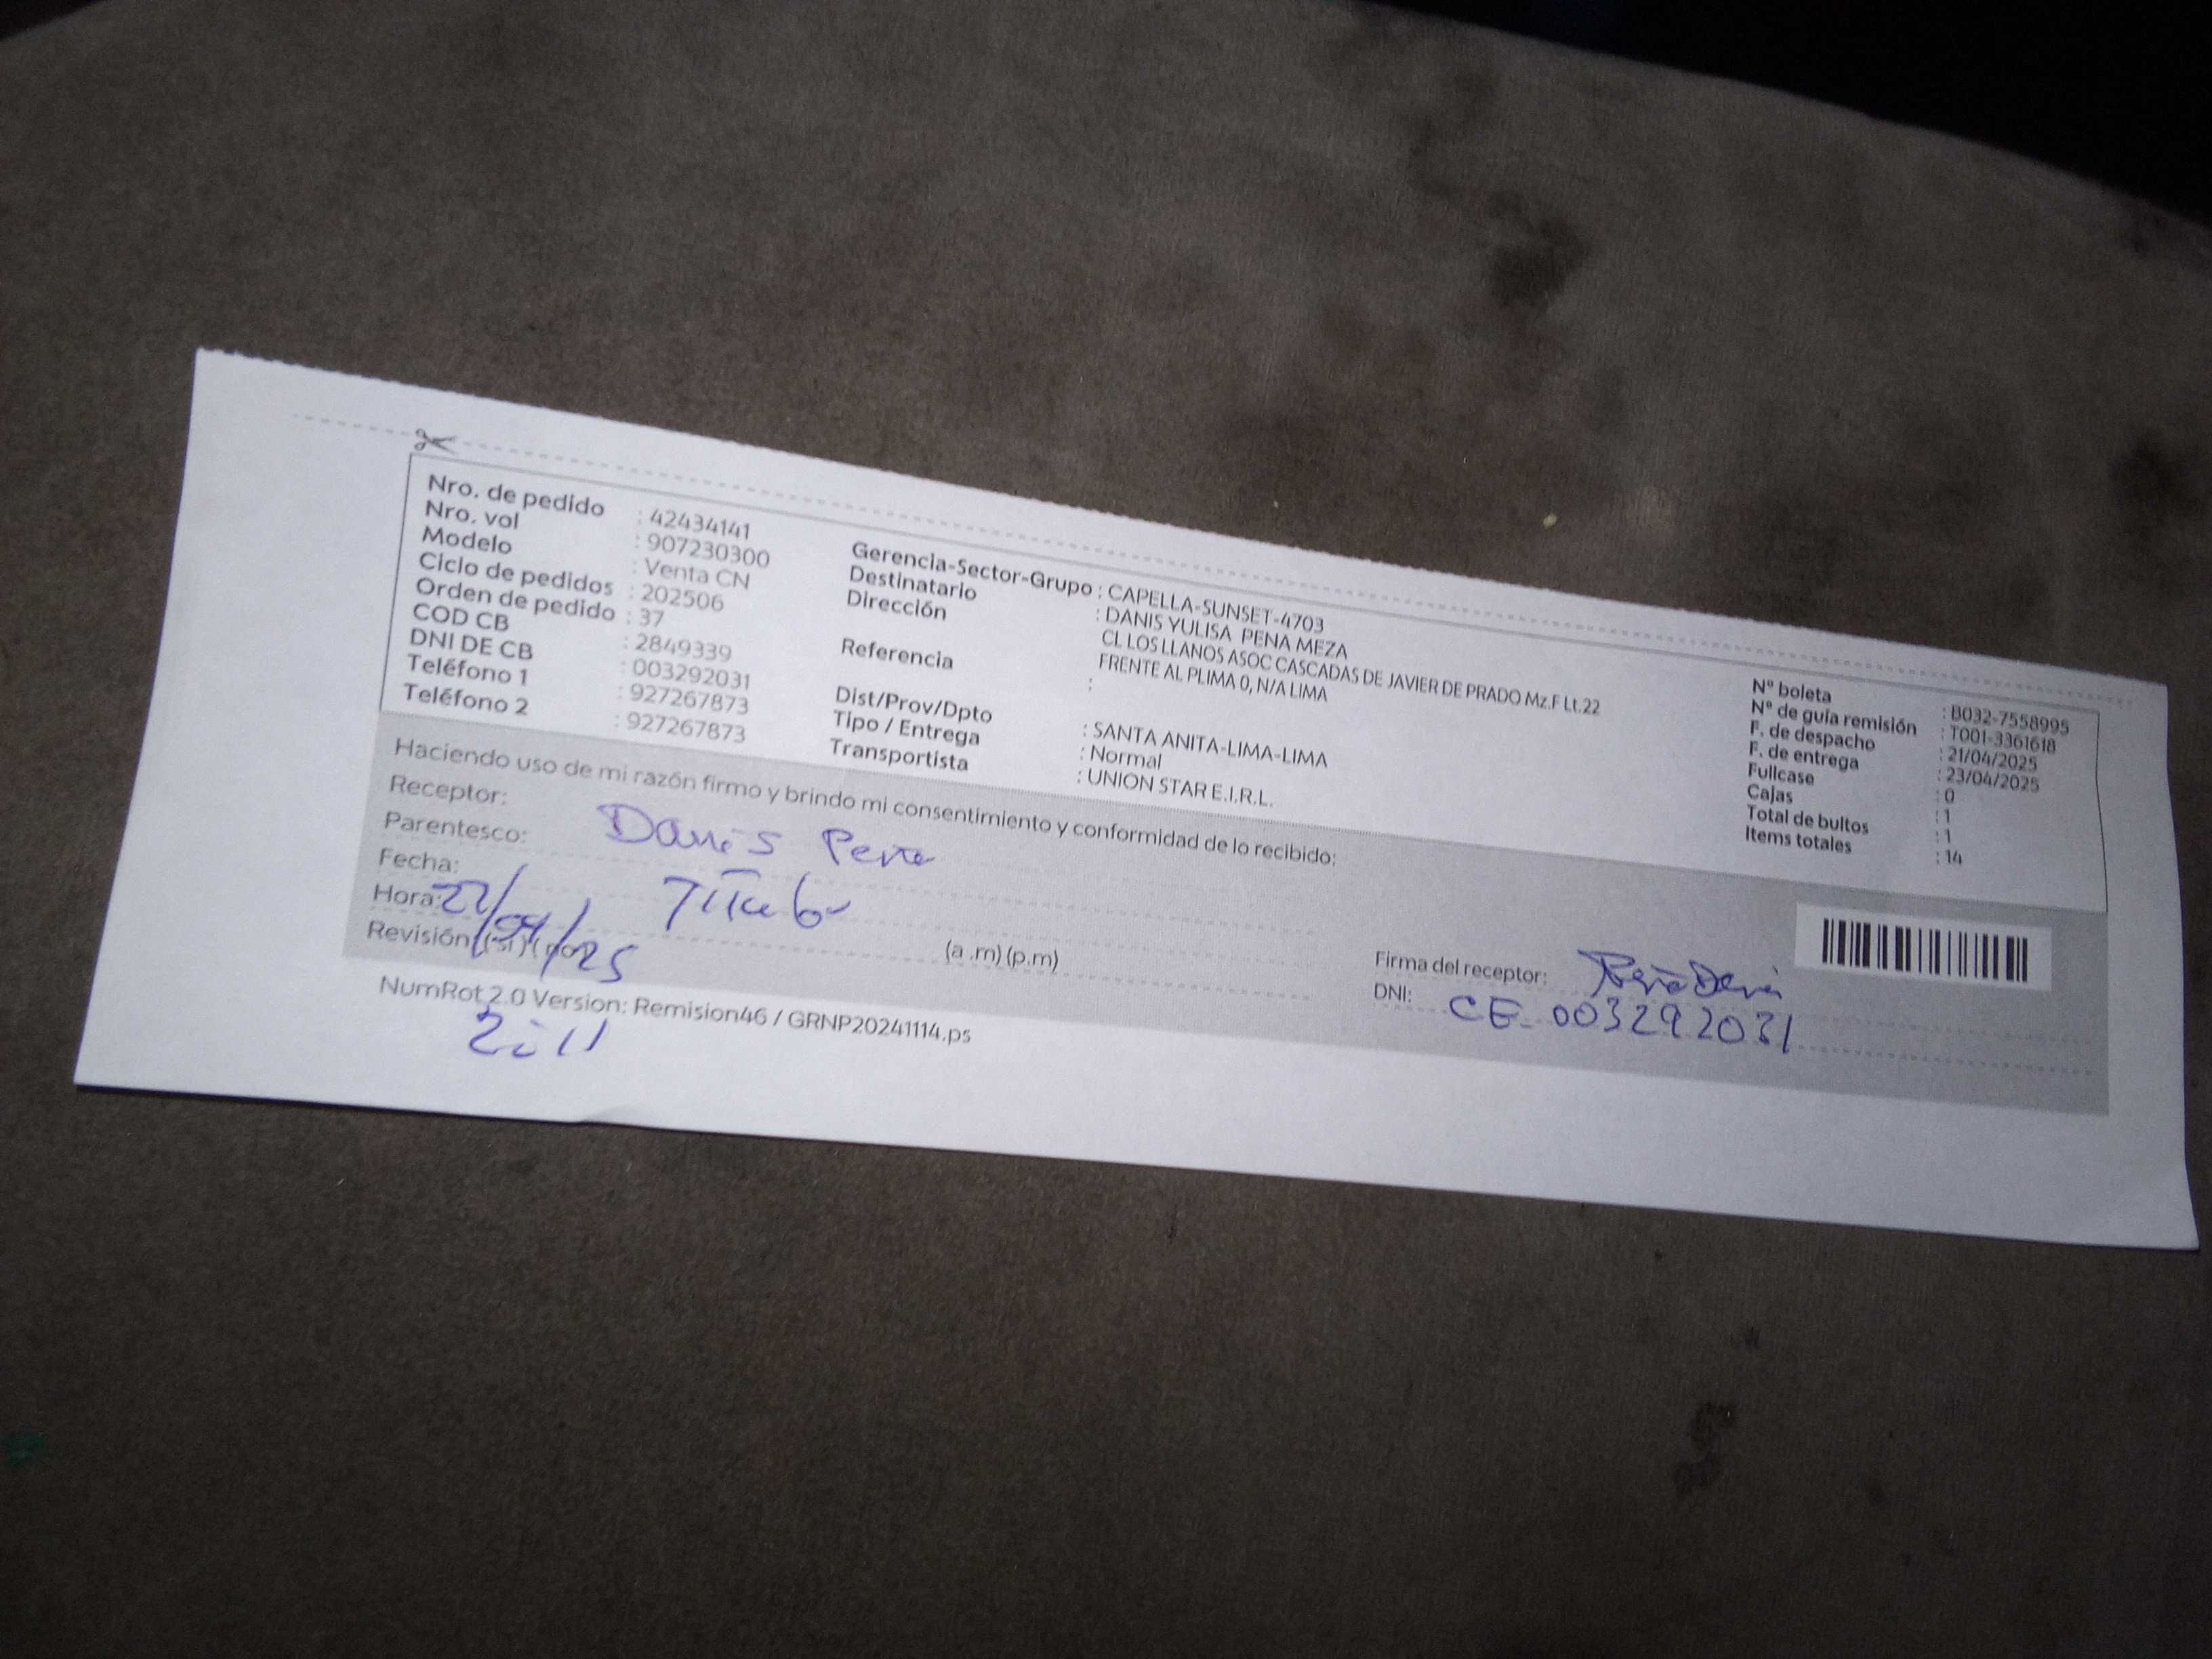 Nro. de pedido : 42434141
Nro. vol : 907230300
Modelo : Venta CN
Ciclo de pedidos : 202506
Orden de pedido : 37
COD CB : 2849339
DNI DE CB : 003292031
Teléfono 1 : 927267873
Teléfono 2 : 927267873
Gerencia-Sector-Grupo : CAPELLA-SUNSET-4703
Destinatario : DANIS YULISA PENA MEZA
Dirección CL LOS LLANOS ASOC CASCADAS DE JAVIER DE PRADO Mz.F Lt.22
FRENTE AL PLIMA 0, N/A LIMA
Referencia :
Dist/Prov/Dpto : SANTA ANITA-LIMA-LIMA
Tipo / Entrega : Normal
Transportista : UNION STAR E.I.R.L.
N° boleta : B032-7558995
N° de guía remisión : T001-3361618
F. de despacho : 21/04/2025
F. de entrega : 23/04/2025
Fullcase : 0
Cajas : 1
Total de bultos : 1
Items totales : 14
Haciendo uso de mi razón firmo y brindo mi consentimiento y conformidad de lo recibido:
Receptor: Danis Peña
Parentesco: Titular
Fecha: 22/04/25
Hora: (a .m) (p.m)
Revisión (si) (no)
Firma del receptor: Peña Danis
DNI: CE- 003292031
NumRot 2.0 Version: Remision46 / GRNP20241114.ps
2:11